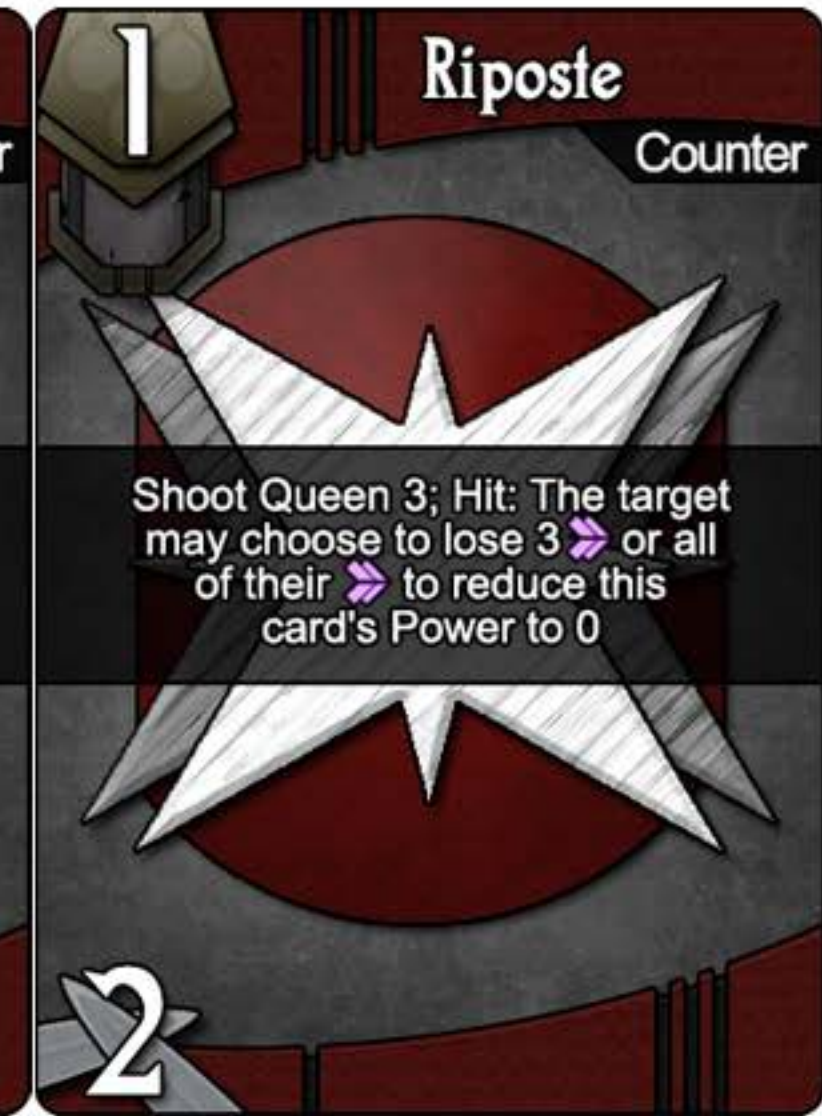 1
Riposte
r
Counter
Shoot Queen 3; Hit: The target
may choose to lose 3 or all
of their to reduce this
card's Power to 0
2